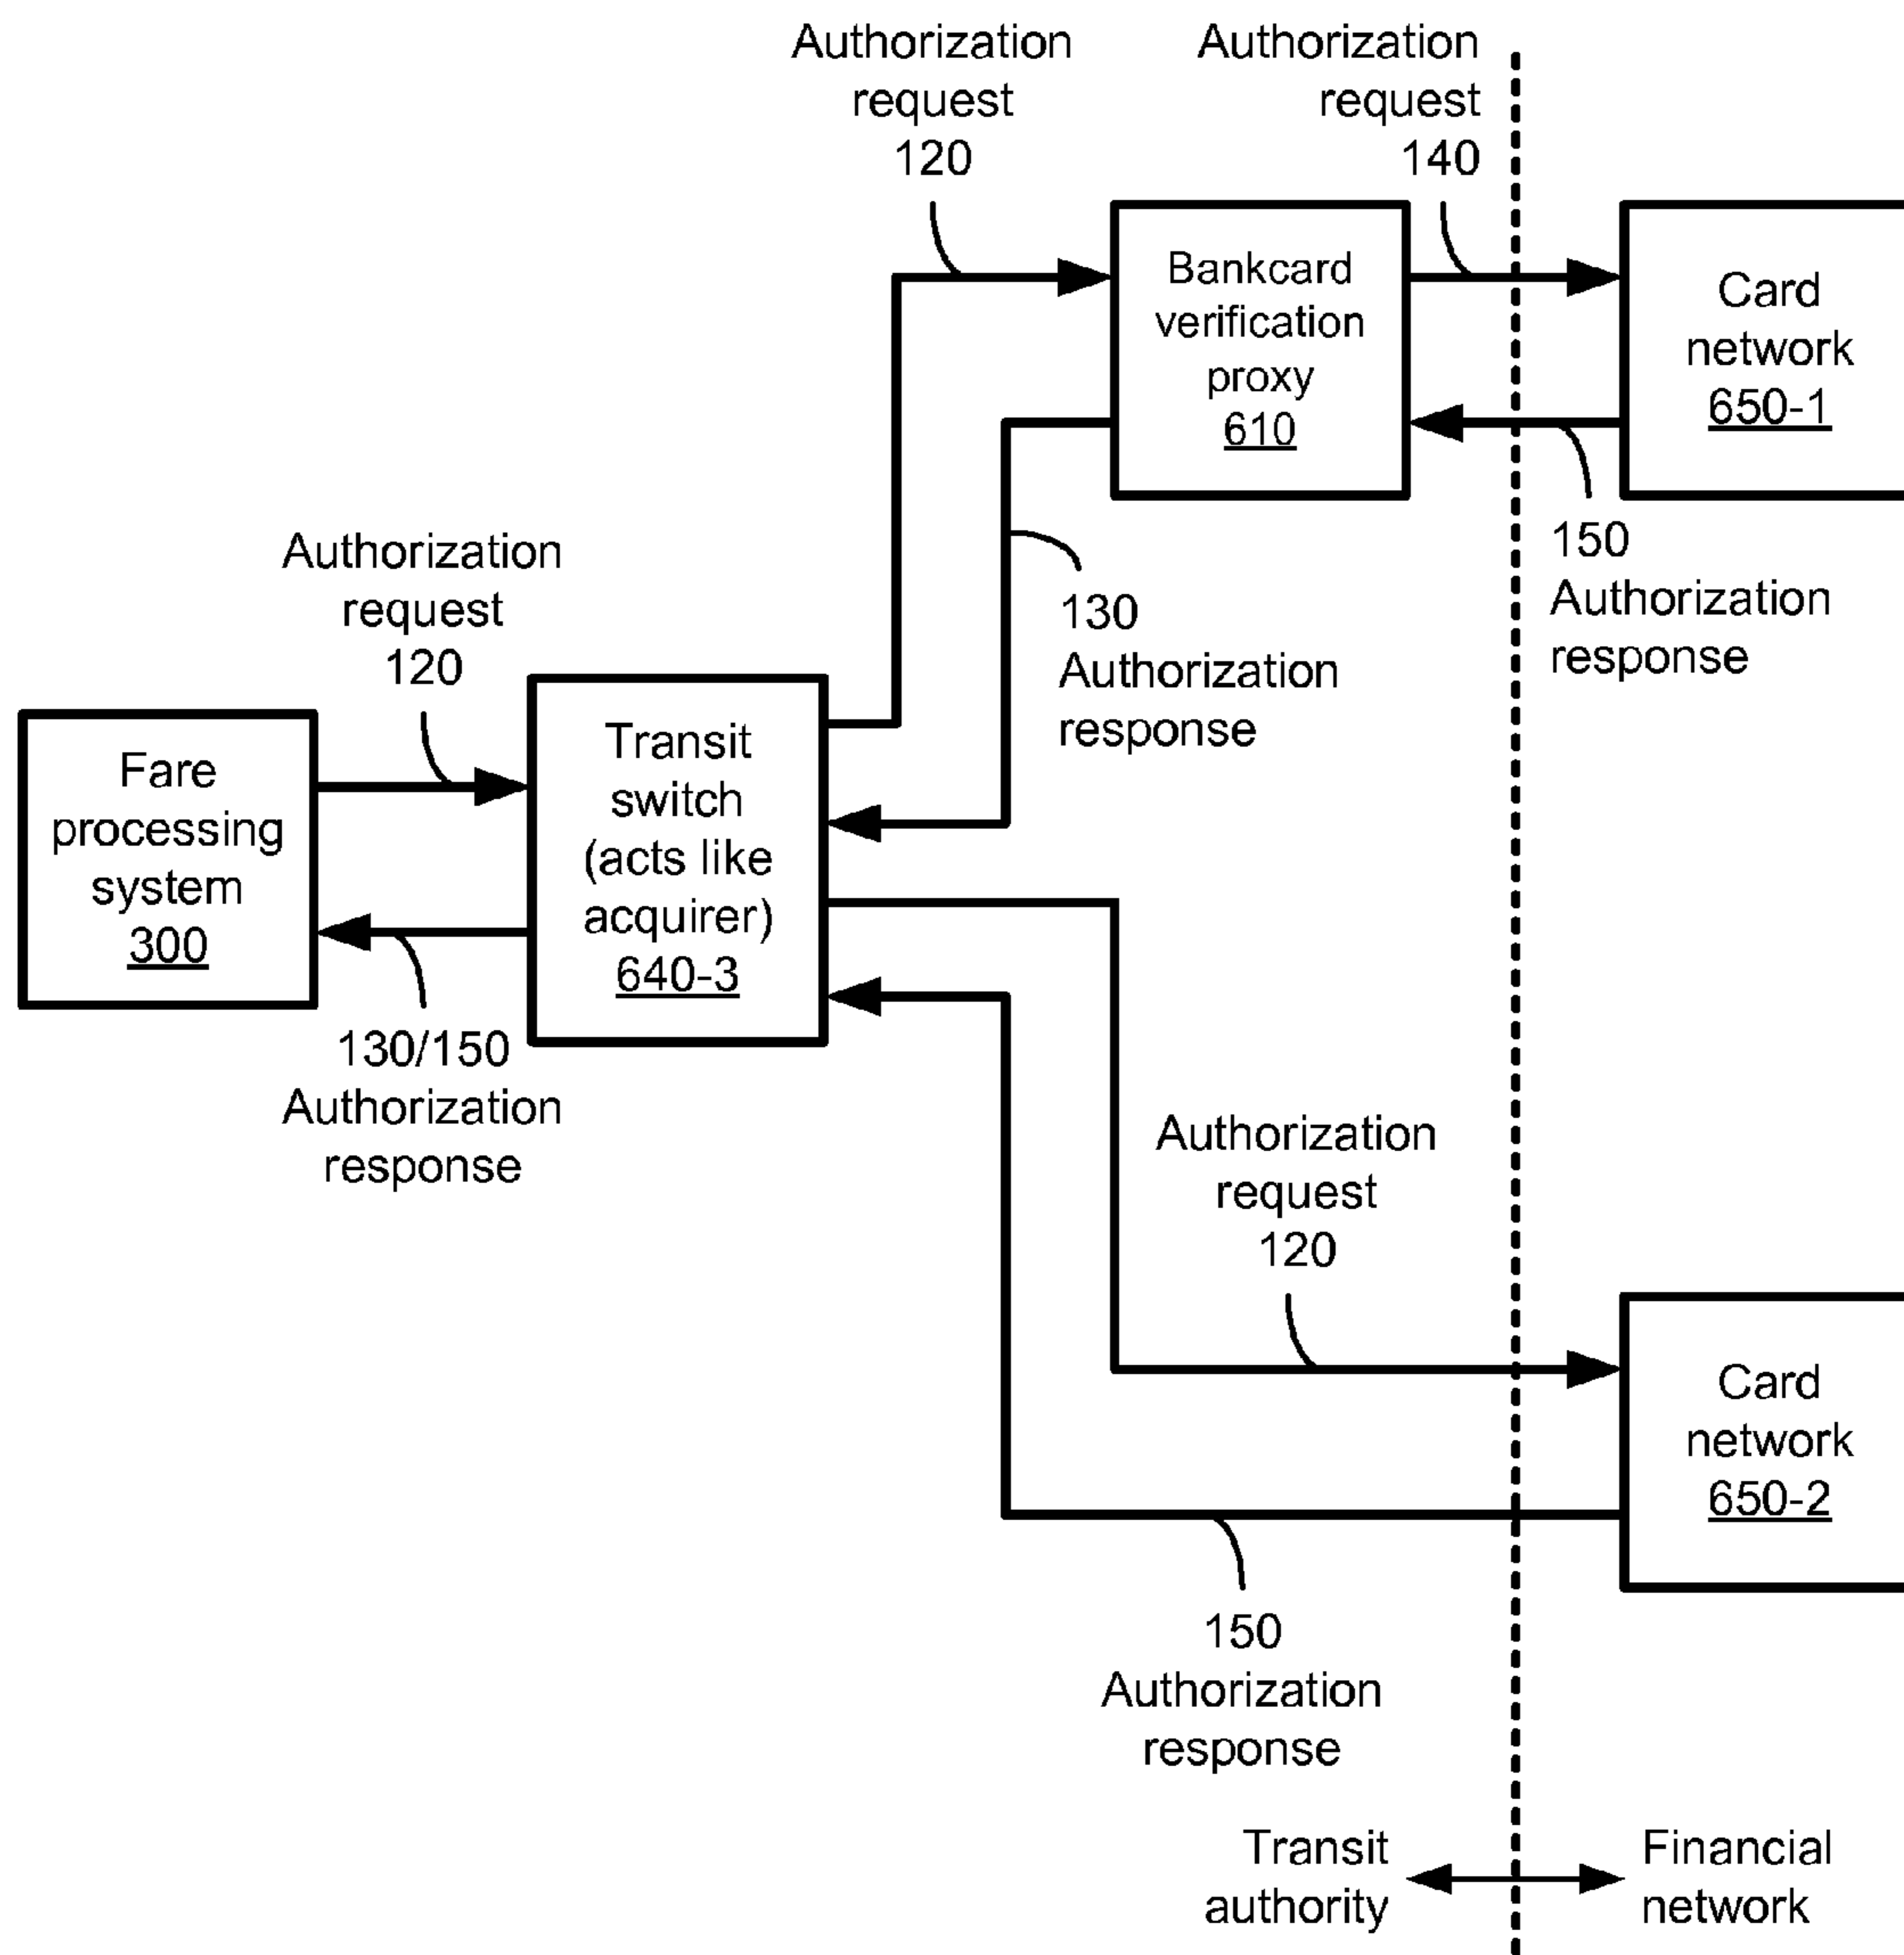 Authorization
request
120
Authorization
request
140
Bankcard
verification
proxy
610
Card
network
650-1
150
Authorization
response
130
Authorization
response
Authorization
request
120
Fare
processing
system
300
Transit
switch
(acts like
acquirer)
640-3
130/150
Authorization
response
Authorization
request
120
Card
network
650-2
150
Authorization
response
Transit
authority
Financial
network